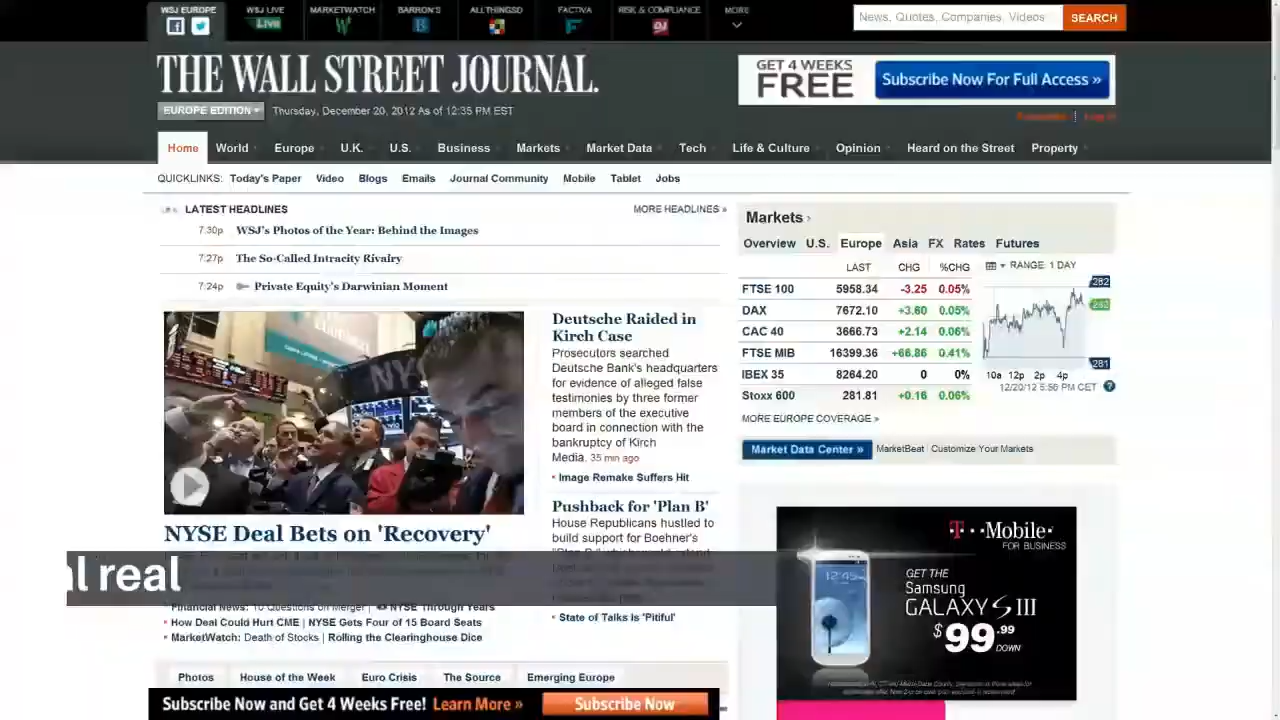 WSJ EUROPE WSJ LIVE MARKETWATCH BARRON'S ALLTHINGSD FACTIVA RISK & COMPLIANCE MORE
News, Quotes, Companies, Videos SEARCH
THE WALL STREET JOURNAL.
GET 4 WEEKS
FREE
Subscribe Now For Full Access »
EUROPE EDITION Thursday, December 20, 2012 As of 12:35 PM EST
Log In
Home World Europe U.K. U.S. Business Markets Market Data Tech Life & Culture Opinion Heard on the Street Property
QUICKLINKS: Today's Paper Video Blogs Emails Journal Community Mobile Tablet Jobs
LATEST HEADLINES MORE HEADLINES »
7:30p WSJ's Photos of the Year: Behind the Images
7:27p The So-Called Intracity Rivalry
7:24p Private Equity's Darwinian Moment
Deutsche Raided in
Kirch Case
Prosecutors searched
Deutsche Bank's headquarters
for evidence of alleged false
testimonies by three former
members of the executive
board in connection with the
bankruptcy of Kirch
Media. 35 min ago
Image Remake Suffers Hit
Pushback for 'Plan B'
House Republicans hustled to
build support for Boehner's
State of Talks is 'Pitiful'
NYSE Deal Bets on 'Recovery'
al real
Financial News: 10 Questions on Merger | NYSE Through Years
How Deal Could Hurt CME | NYSE Gets Four of 15 Board Seats
MarketWatch: Death of Stocks | Rolling the Clearinghouse Dice
Photos House of the Week Euro Crisis The Source Emerging Europe
Subscribe Now For 4 Weeks Free! Learn More » Subscribe Now
Markets ›
Overview U.S. Europe Asia FX Rates Futures
LAST CHG %CHG
FTSE 100 5958.34 -3.25 0.05%
DAX 7672.10 +3.60 0.05%
CAC 40 3666.73 +2.14 0.06%
FTSE MIB 16399.36 +66.86 0.41%
IBEX 35 8264.20 0 0%
Stoxx 600 281.81 +0.16 0.06%
RANGE: 1 DAY
282
282
281
10a 12p 2p 4p
12/20/12 5:56 PM CET
MORE EUROPE COVERAGE »
Market Data Center » MarketBeat | Customize Your Markets
T-Mobile
FOR BUSINESS
12:45
GET THE
Samsung
GALAXY S III
$99.99
DOWN